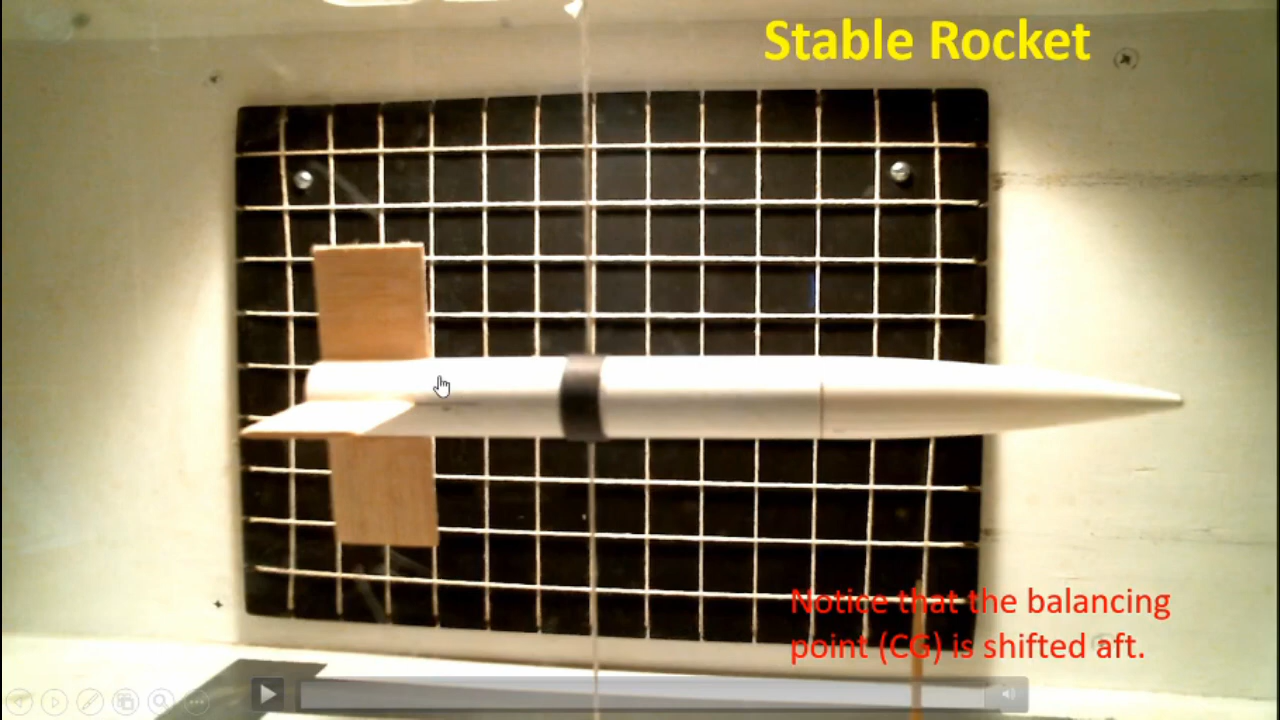 Stable Rocket
Notice that the balancing
point (CG) is shifted aft.